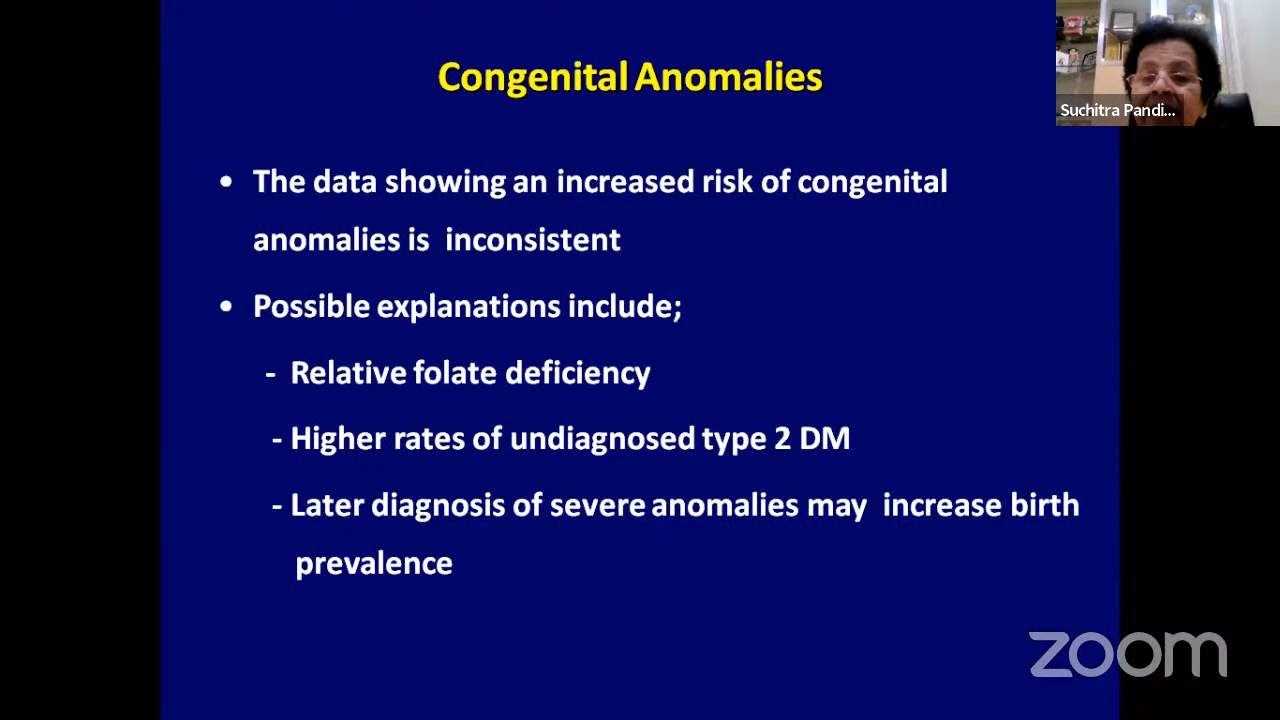 Congenital Anomalies
Suchitra Pandi...
• The data showing an increased risk of congenital
anomalies is inconsistent
• Possible explanations include;
- Relative folate deficiency
- Higher rates of undiagnosed type 2 DM
- Later diagnosis of severe anomalies may increase birth
prevalence
zoom